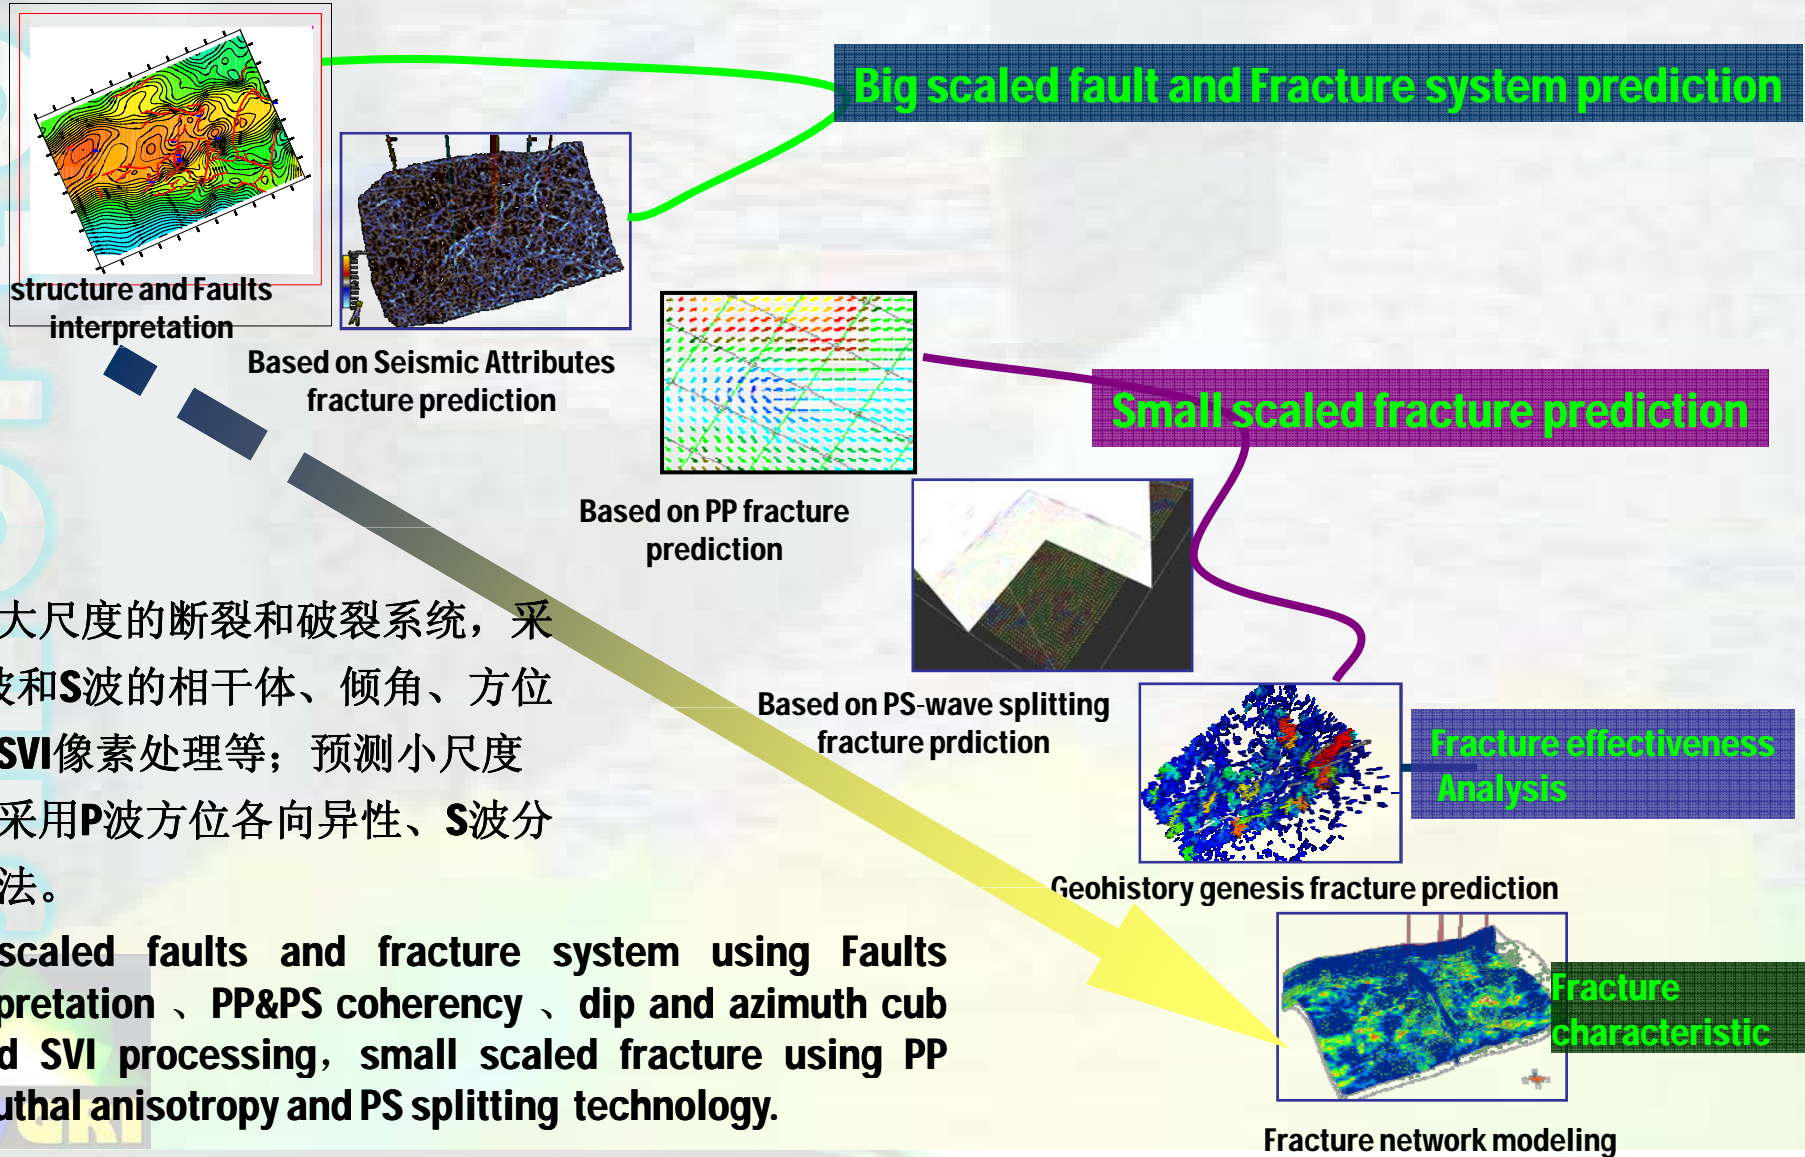 Big scaled fault and Fracture system prediction
structure and Faults
interpretation
Based on Seismic Attributes
fracture prediction
Small scaled fracture prediction
Based on PP fracture
prediction
Based on PS-wave splitting
fracture prdiction
Fracture effectiveness
Analysis
Geohistory genesis fracture prediction
Fracture
characteristic
Fracture network modeling
大尺度的断裂和破裂系统，采
波和S波的相干体、倾角、方位
SVI像素处理等；预测小尺度
采用P波方位各向异性、S波分
法。
scaled faults and fracture system using Faults
pretation 、PP&PS coherency 、dip and azimuth cub
d SVI processing，small scaled fracture using PP
uthal anisotropy and PS splitting technology.
GRI